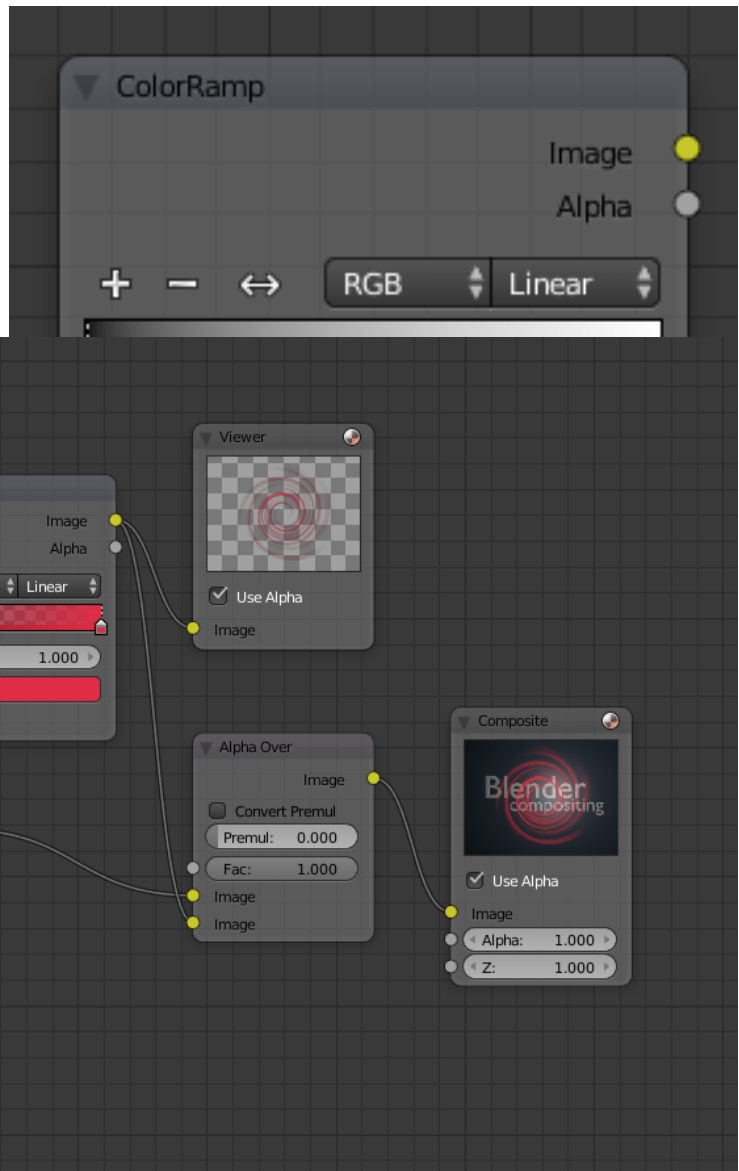 ColorRamp
Image
Alpha
RGB Linear
Viewer
Image
Alpha
Linear
Use Alpha
Image
1.000
Composite
Alpha Over
Image
Blender
compositing
Convert Premul
Premul: 0.000
Fac: 1.000
Use Alpha
Image
Image
Image
Alpha: 1.000
Z: 1.000